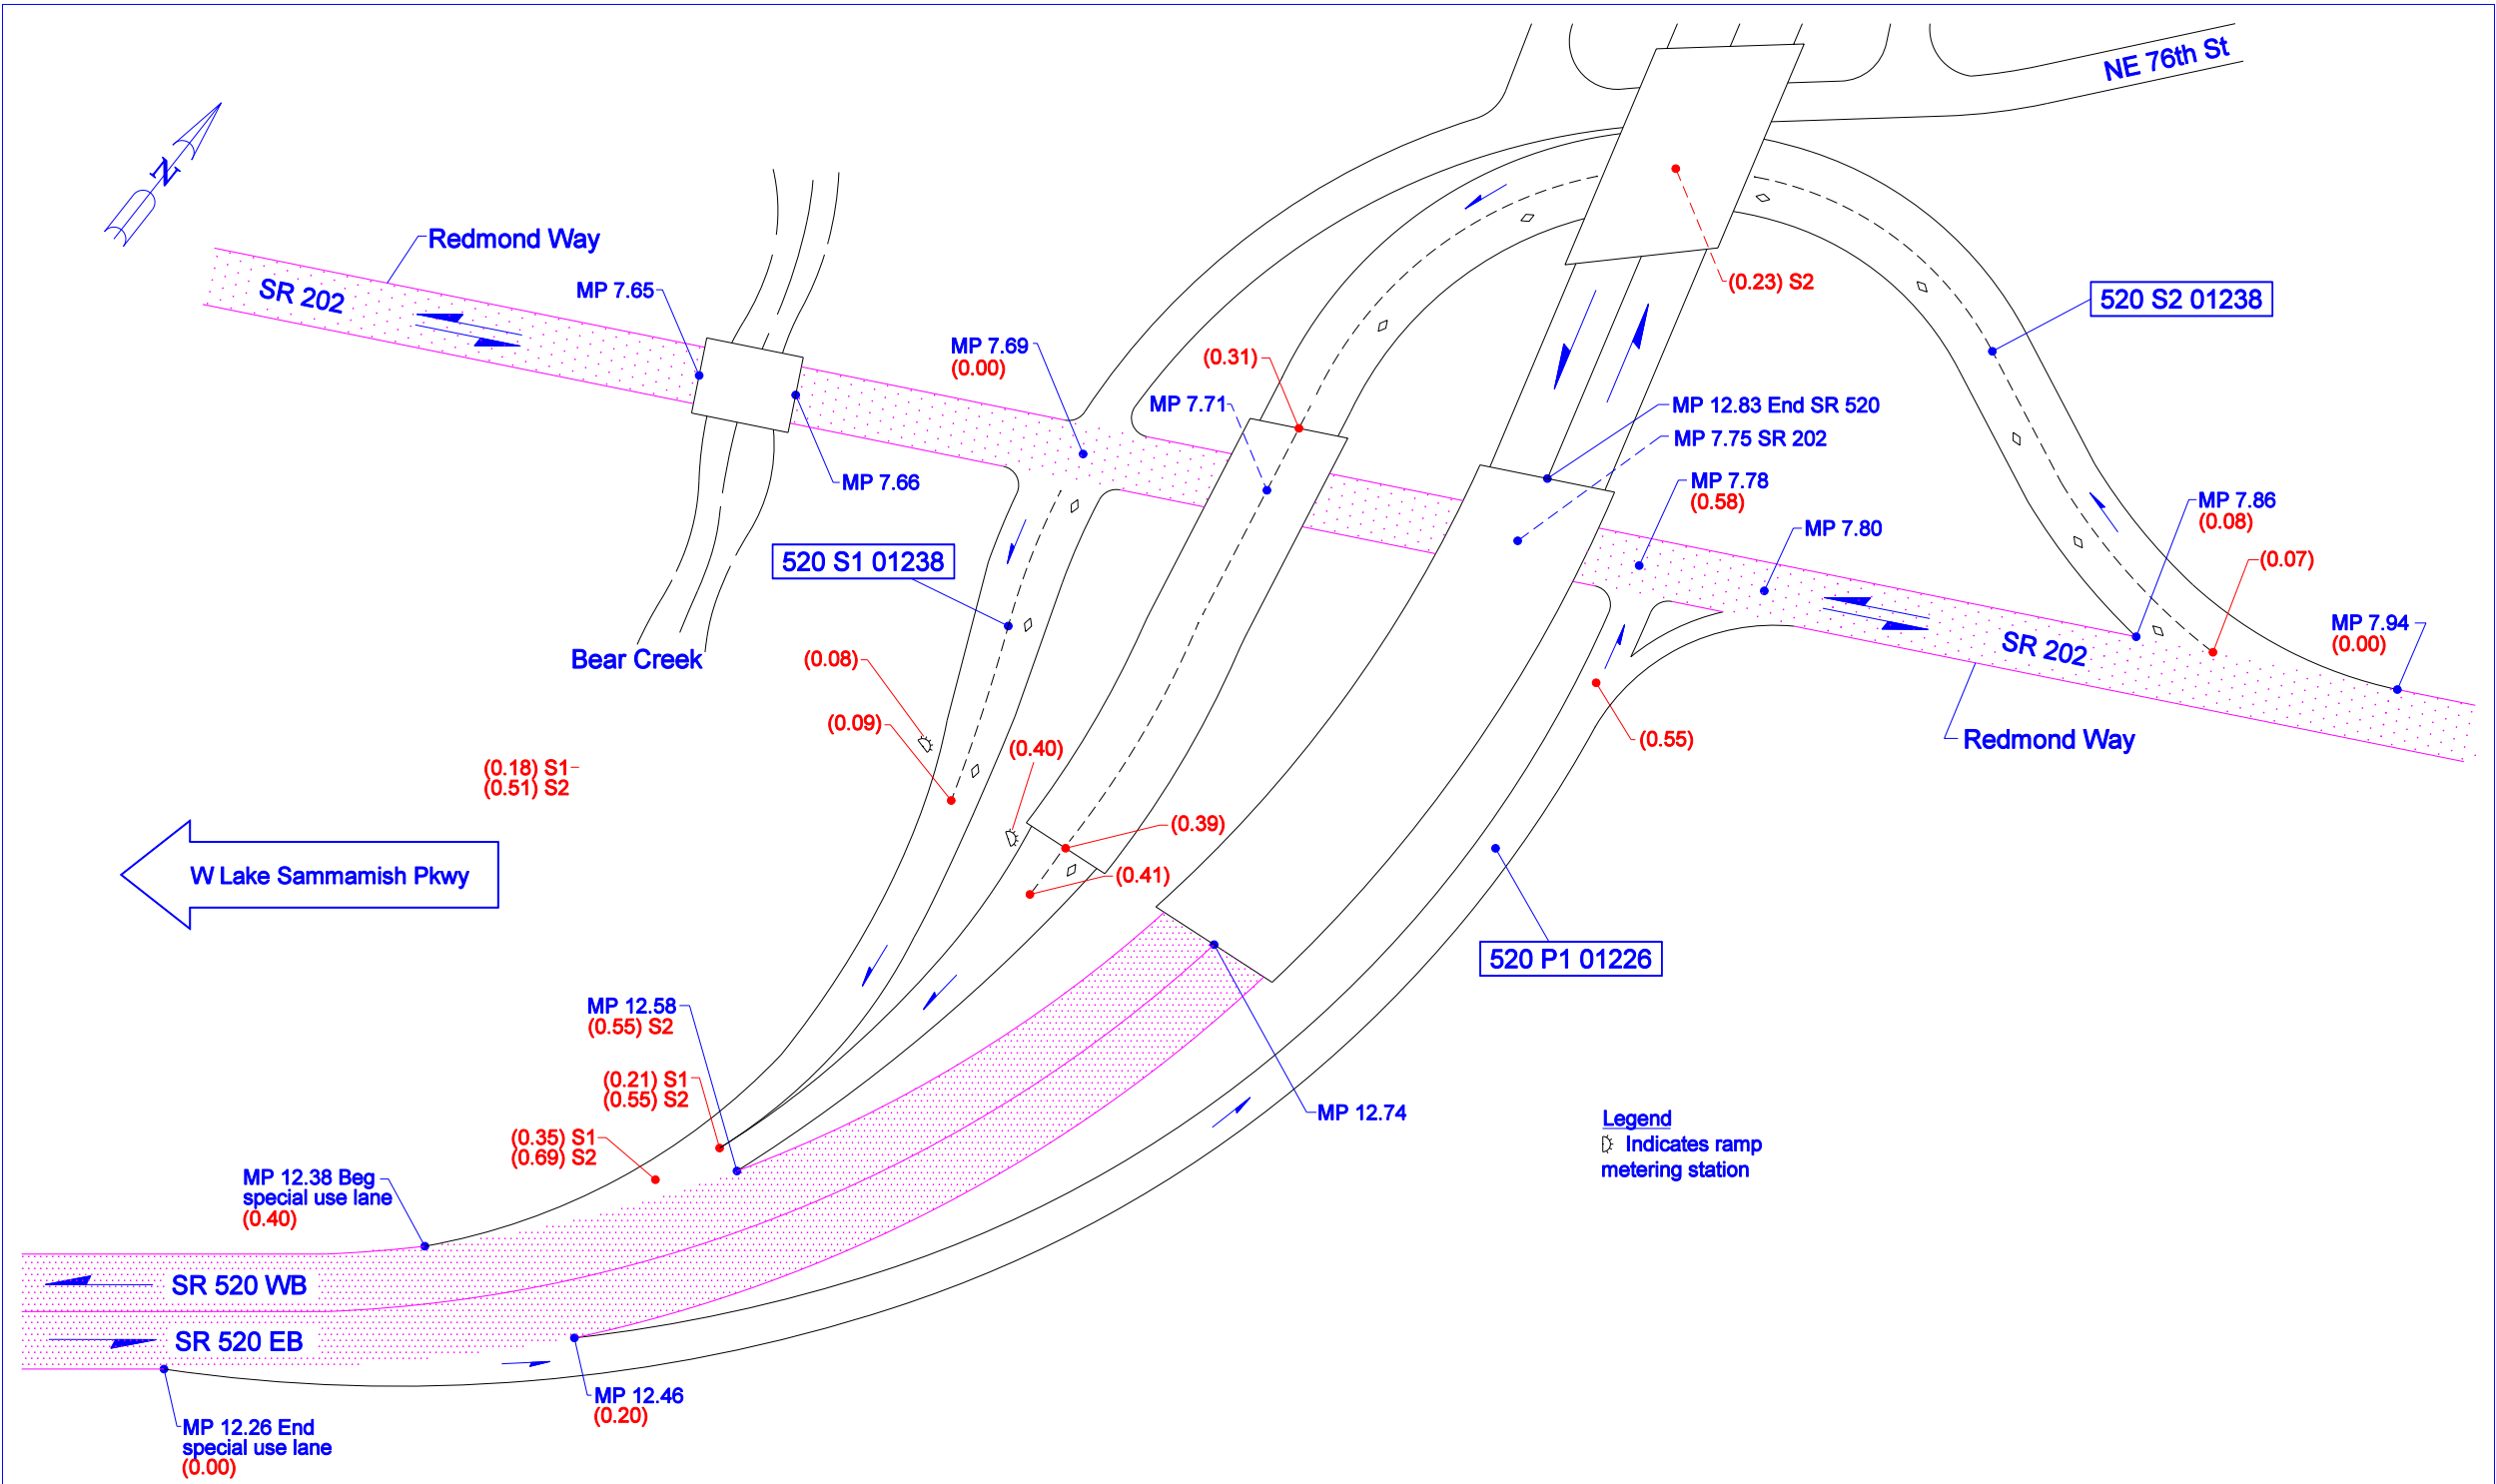 NE 76th St
N
Redmond Way
SR 202
MP 7.65
MP 7.69
(0.00)
(0.31)
MP 7.71
(0.23) S2
520 S2 01238
MP 12.83 End SR 520
MP 7.75 SR 202
MP 7.66
MP 7.78
(0.58)
MP 7.80
MP 7.86
(0.08)
(0.07)
520 S1 01238
MP 7.94
(0.00)
SR 202
Bear Creek
(0.08)
(0.09)
(0.40)
(0.55)
Redmond Way
(0.18) S1
(0.51) S2
(0.39)
(0.41)
W Lake Sammamish Pkwy
520 P1 01226
MP 12.58
(0.55) S2
(0.21) S1
(0.55) S2
MP 12.74
(0.35) S1
(0.69) S2
Legend
Indicates ramp
metering station
MP 12.38 Beg
special use lane
(0.40)
SR 520 WB
SR 520 EB
MP 12.46
(0.20)
MP 12.26 End
special use lane
(0.00)